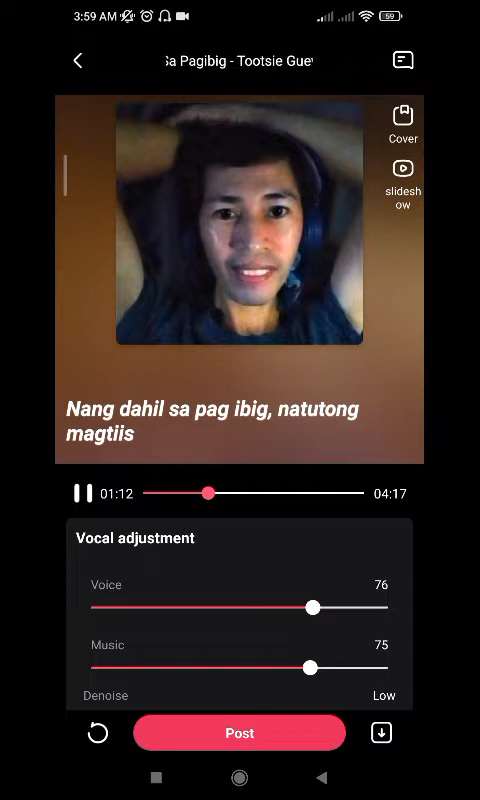 3:59 AM
59
Sa Pagibig - Tootsie Gue
Cover
slidesh
ow
Nang dahil sa pag ibig, natutong
magtiis
01:12
04:17
Vocal adjustment
Voice
76
Music
75
Denoise
Low
Post